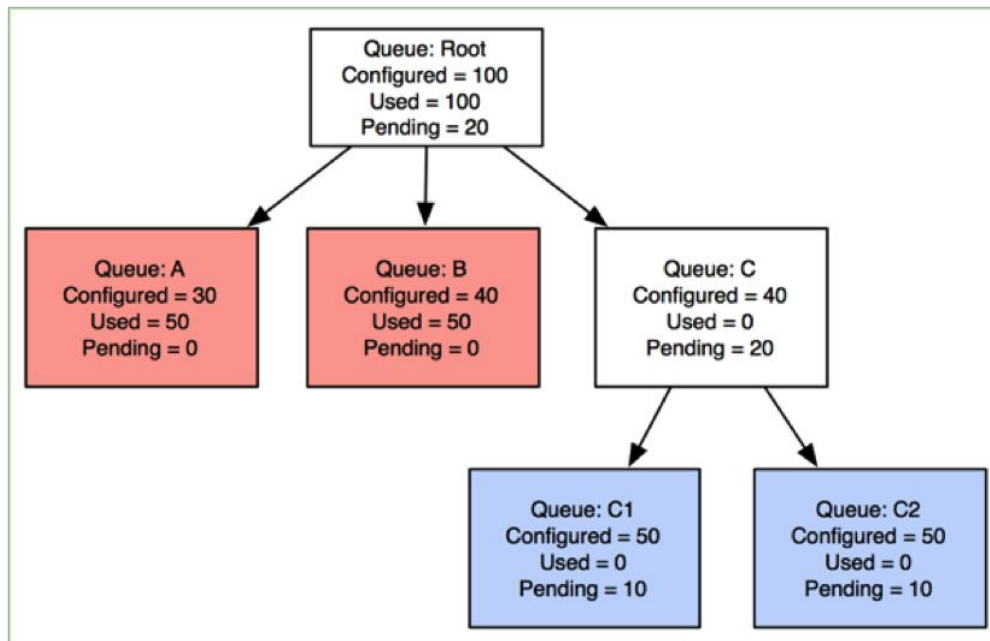 Queue: Root
Configured = 100
Used = 100
Pending = 20
Queue: A
Configured = 30
Used = 50
Pending = 0
Queue: B
Configured = 40
Used = 50
Pending = 0
Queue: C
Configured = 40
Used = 0
Pending = 20
Queue: C1
Configured = 50
Used = 0
Pending = 10
Queue: C2
Configured = 50
Used = 0
Pending = 10